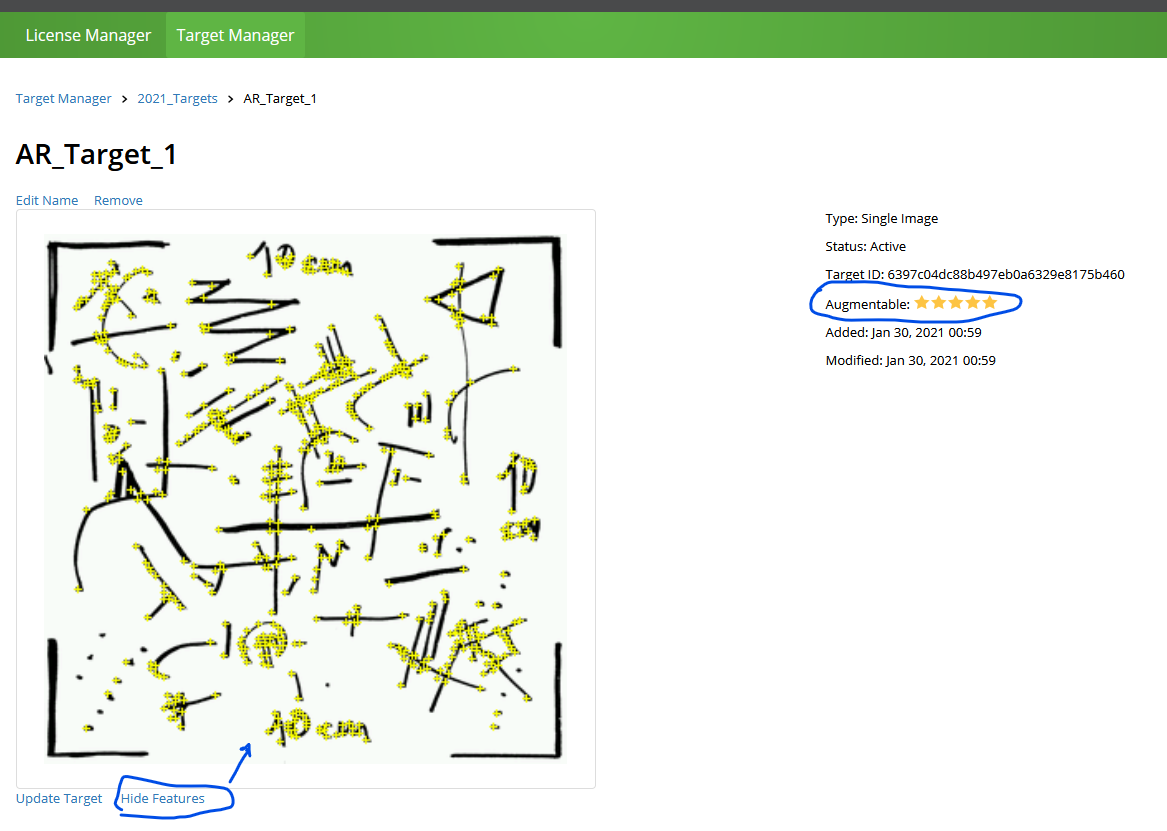 License Manager Target Manager
Target Manager > 2021_Targets > AR_Target_1
AR_Target_1
Edit Name Remove
10 cm
10
cm
10 cm
Type: Single Image
Status: Active
Target ID: 6397c04dc88b497eb0a6329e8175b460
Augmentable:
Added: Jan 30, 2021 00:59
Modified: Jan 30, 2021 00:59
Update Target Hide Features